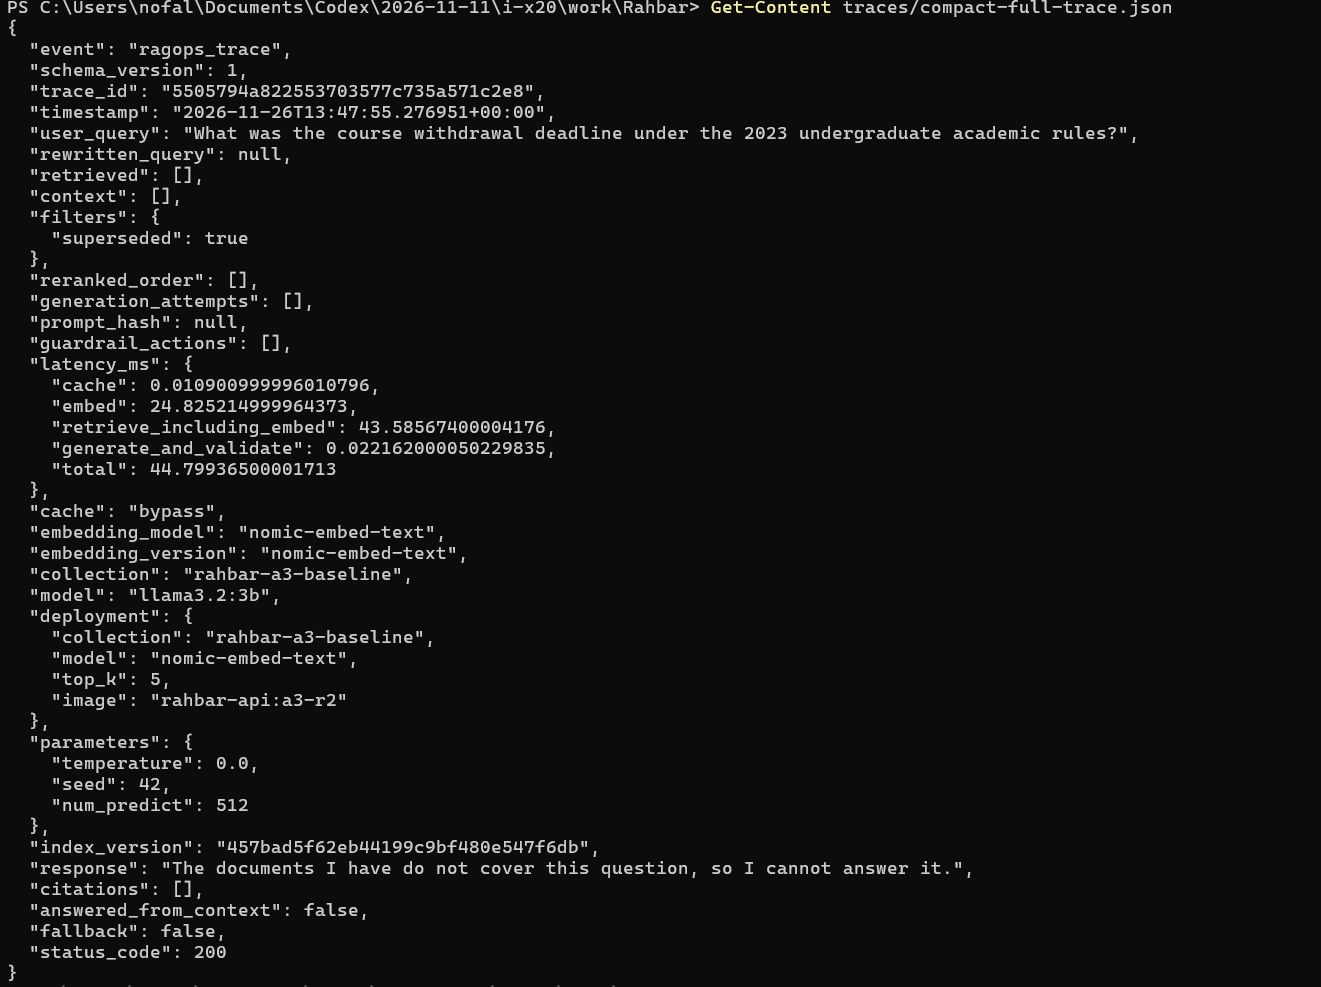 PS C:\Users\nofal\Documents\Codex\2026-11-11\i-x20\work\Rahbar> Get-Content traces/compact-full-trace.json
{
  "event": "ragops_trace",
  "schema_version": 1,
  "trace_id": "5505794a822553703577c735a571c2e8",
  "timestamp": "2026-11-26T13:47:55.276951+00:00",
  "user_query": "What was the course withdrawal deadline under the 2023 undergraduate academic rules?",
  "rewritten_query": null,
  "retrieved": [],
  "context": [],
  "filters": {
    "superseded": true
  },
  "reranked_order": [],
  "generation_attempts": [],
  "prompt_hash": null,
  "guardrail_actions": [],
  "latency_ms": {
    "cache": 0.010900999996010796,
    "embed": 24.825214999964373,
    "retrieve_including_embed": 43.58567400004176,
    "generate_and_validate": 0.022162000050229835,
    "total": 44.79936500001713
  },
  "cache": "bypass",
  "embedding_model": "nomic-embed-text",
  "embedding_version": "nomic-embed-text",
  "collection": "rahbar-a3-baseline",
  "model": "llama3.2:3b",
  "deployment": {
    "collection": "rahbar-a3-baseline",
    "model": "nomic-embed-text",
    "top_k": 5,
    "image": "rahbar-api:a3-r2"
  },
  "parameters": {
    "temperature": 0.0,
    "seed": 42,
    "num_predict": 512
  },
  "index_version": "457bad5f62eb44199c9bf480e547f6db",
  "response": "The documents I have do not cover this question, so I cannot answer it.",
  "citations": [],
  "answered_from_context": false,
  "fallback": false,
  "status_code": 200
}